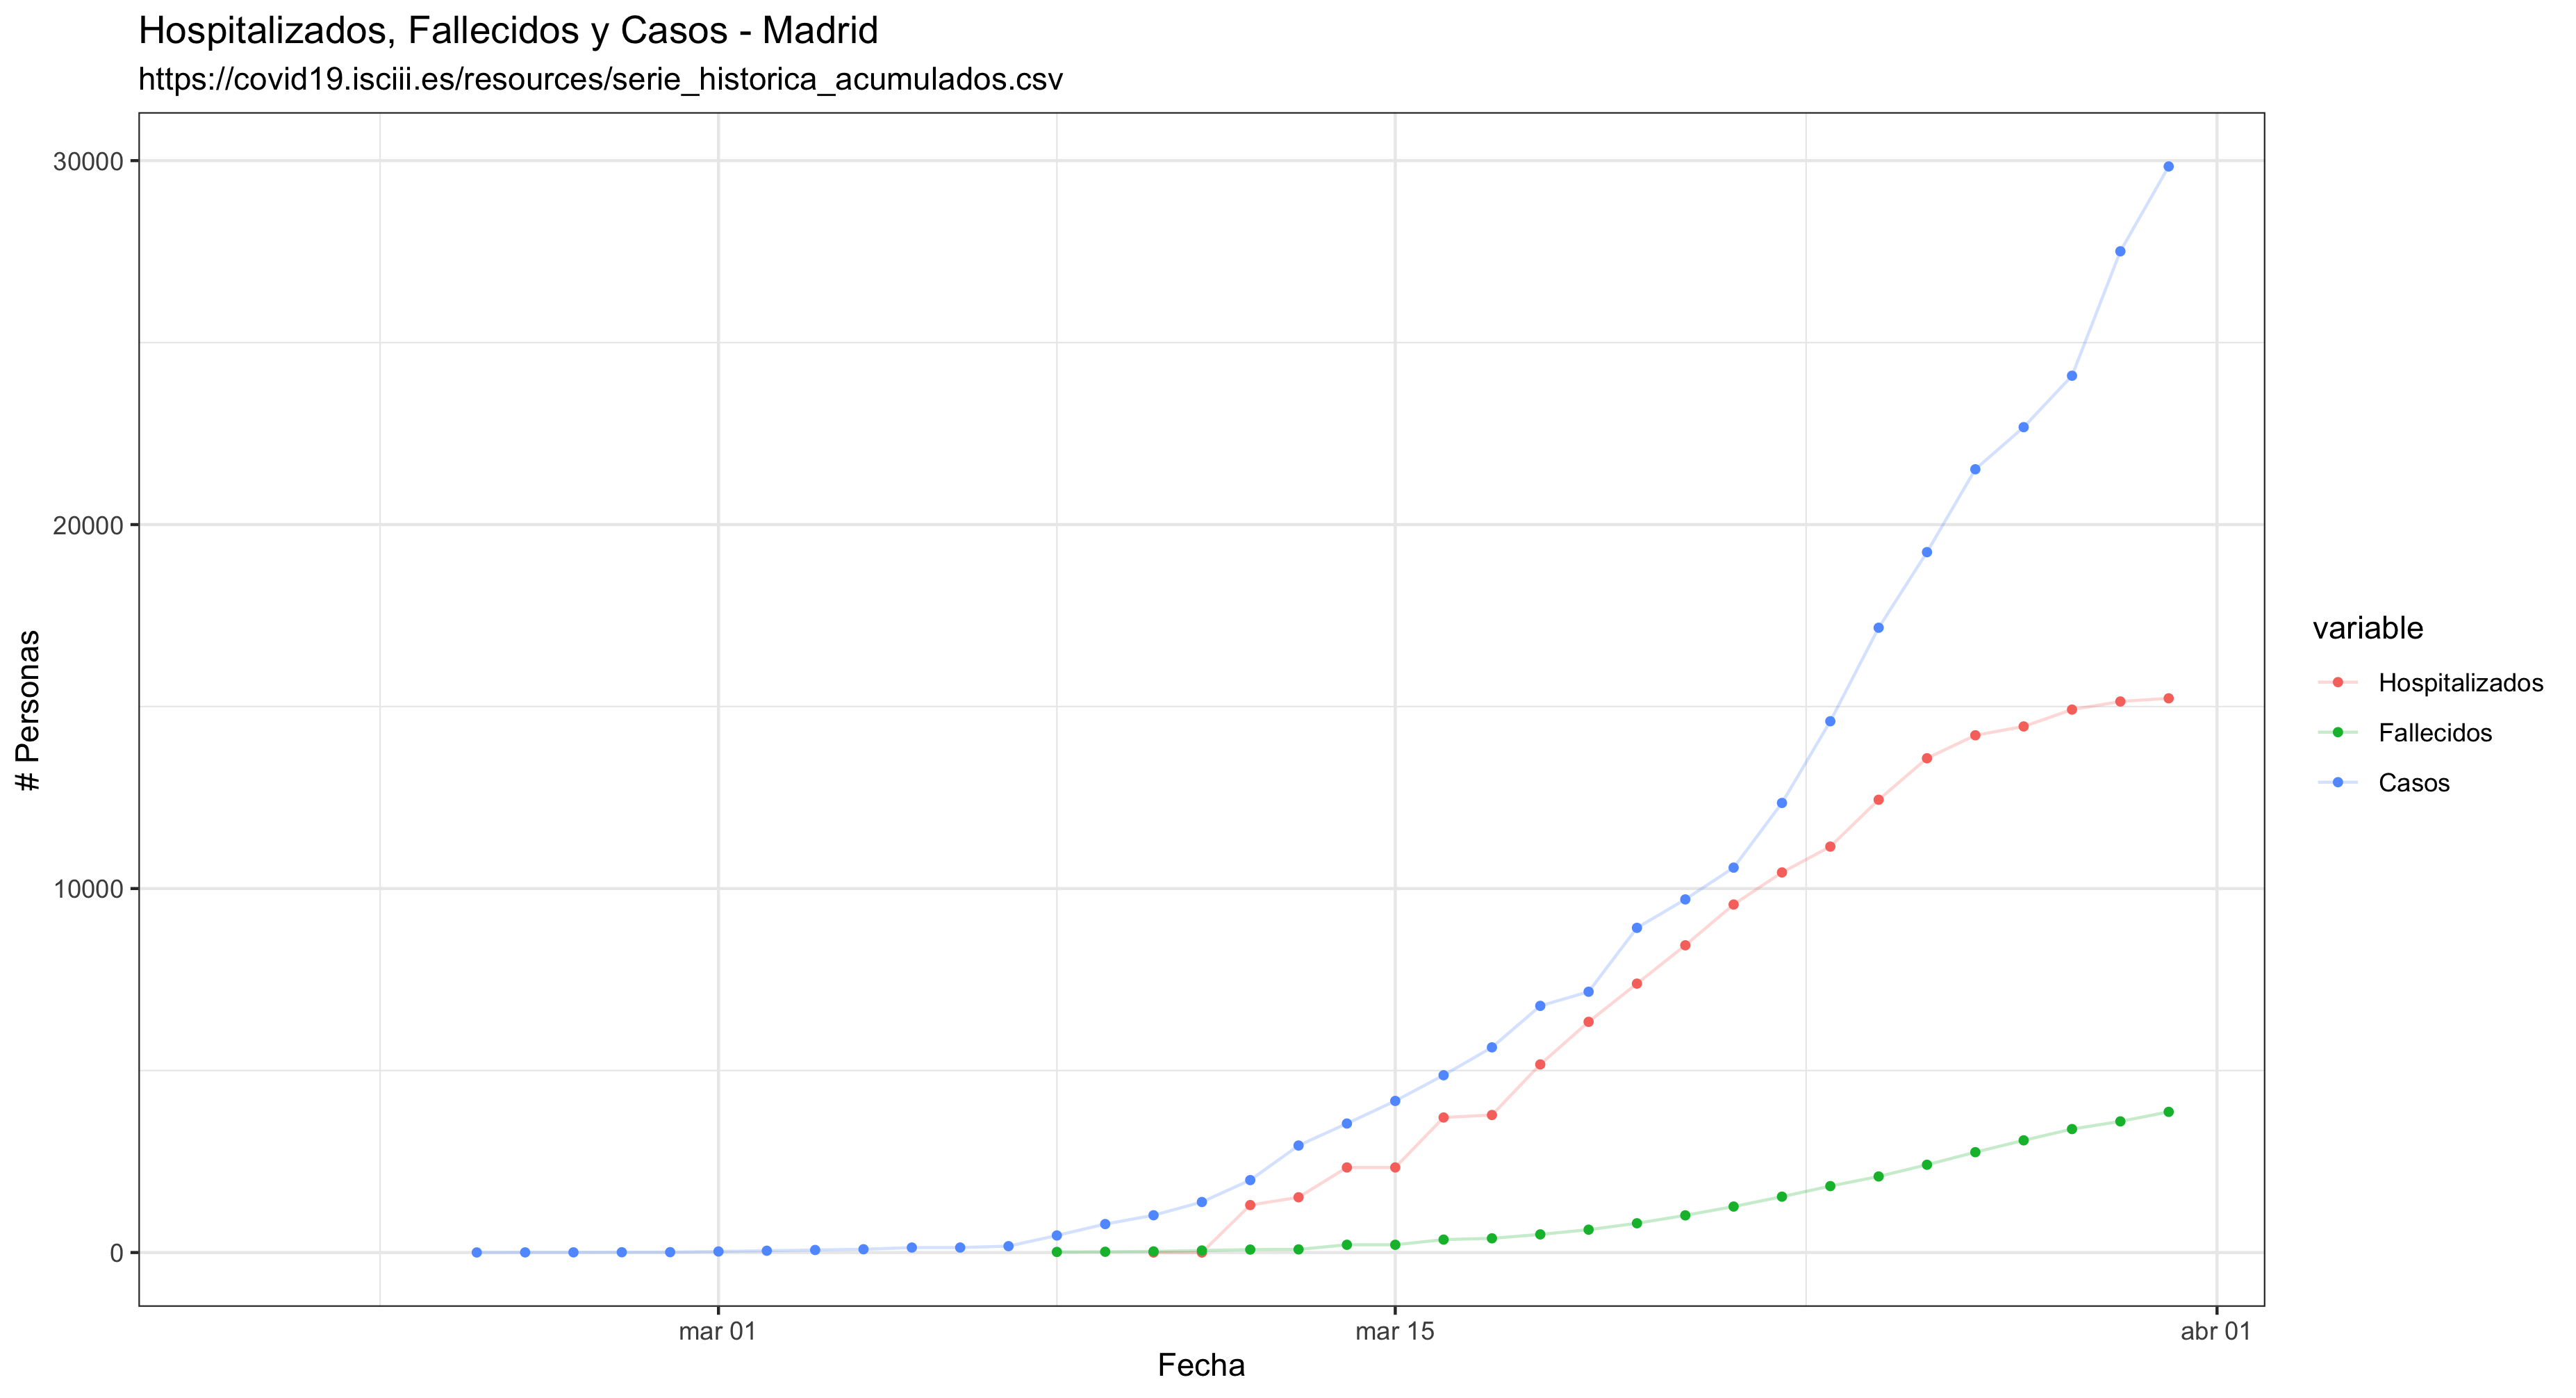 Hospitalizados, Fallecidos y Casos - Madrid
https://covid19.isciii.es/resources/serie_historica_acumulados.csv
30000
20000
10000
0
# Personas
mar 01
mar 15
abr 01
Fecha
variable
Hospitalizados
Fallecidos
Casos